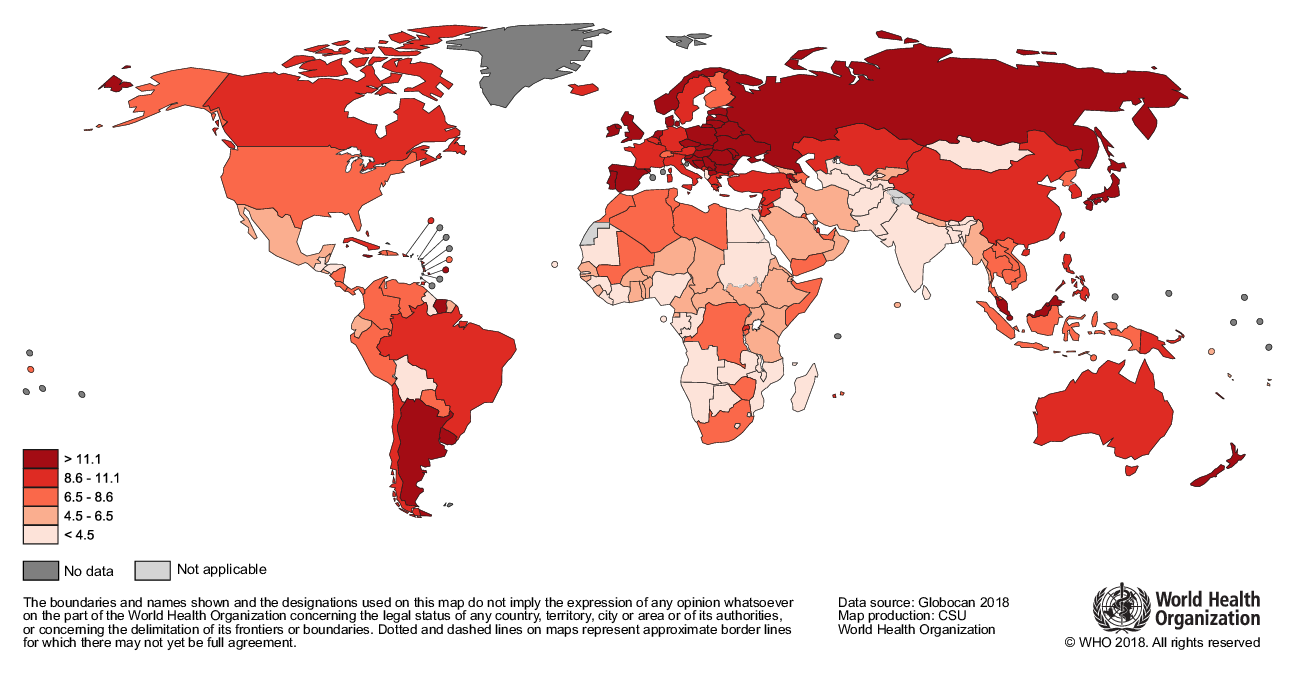 > 11.1
8.6 - 11.1
6.5 - 8.6
4.5 - 6.5
< 4.5
No data
Not applicable
The boundaries and names shown and the designations used on this map do not imply the expression of any opinion whatsoever
on the part of the World Health Organization concerning the legal status of any country, territory, city or area or of its authorities,
or concerning the delimitation of its frontiers or boundaries. Dotted and dashed lines on maps represent approximate border lines
for which there may not yet be full agreement.
Data source: Globocan 2018
Map production: CSU
World Health Organization
World Health
Organization
© WHO 2018. All rights reserved